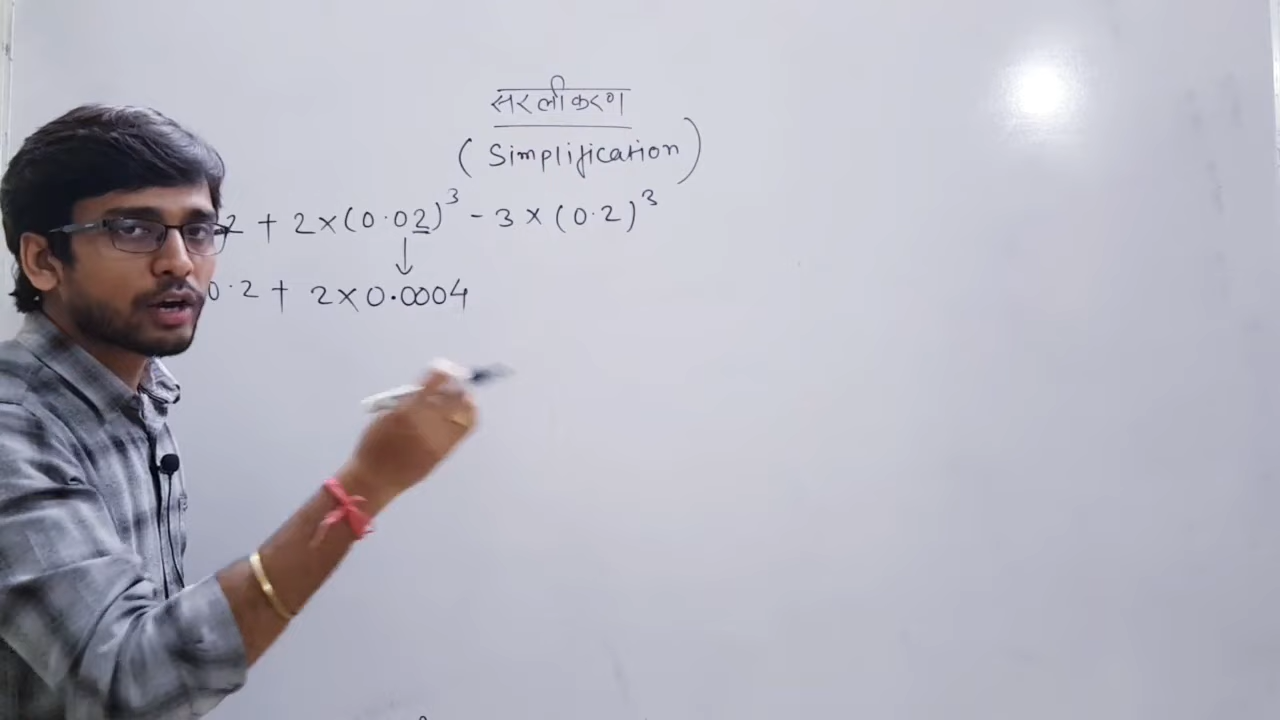 सरलीकरण
(Simplification)
2 + 2×(0.02)³ - 3×(0.2)³
↓
0.2 + 2×0.0004